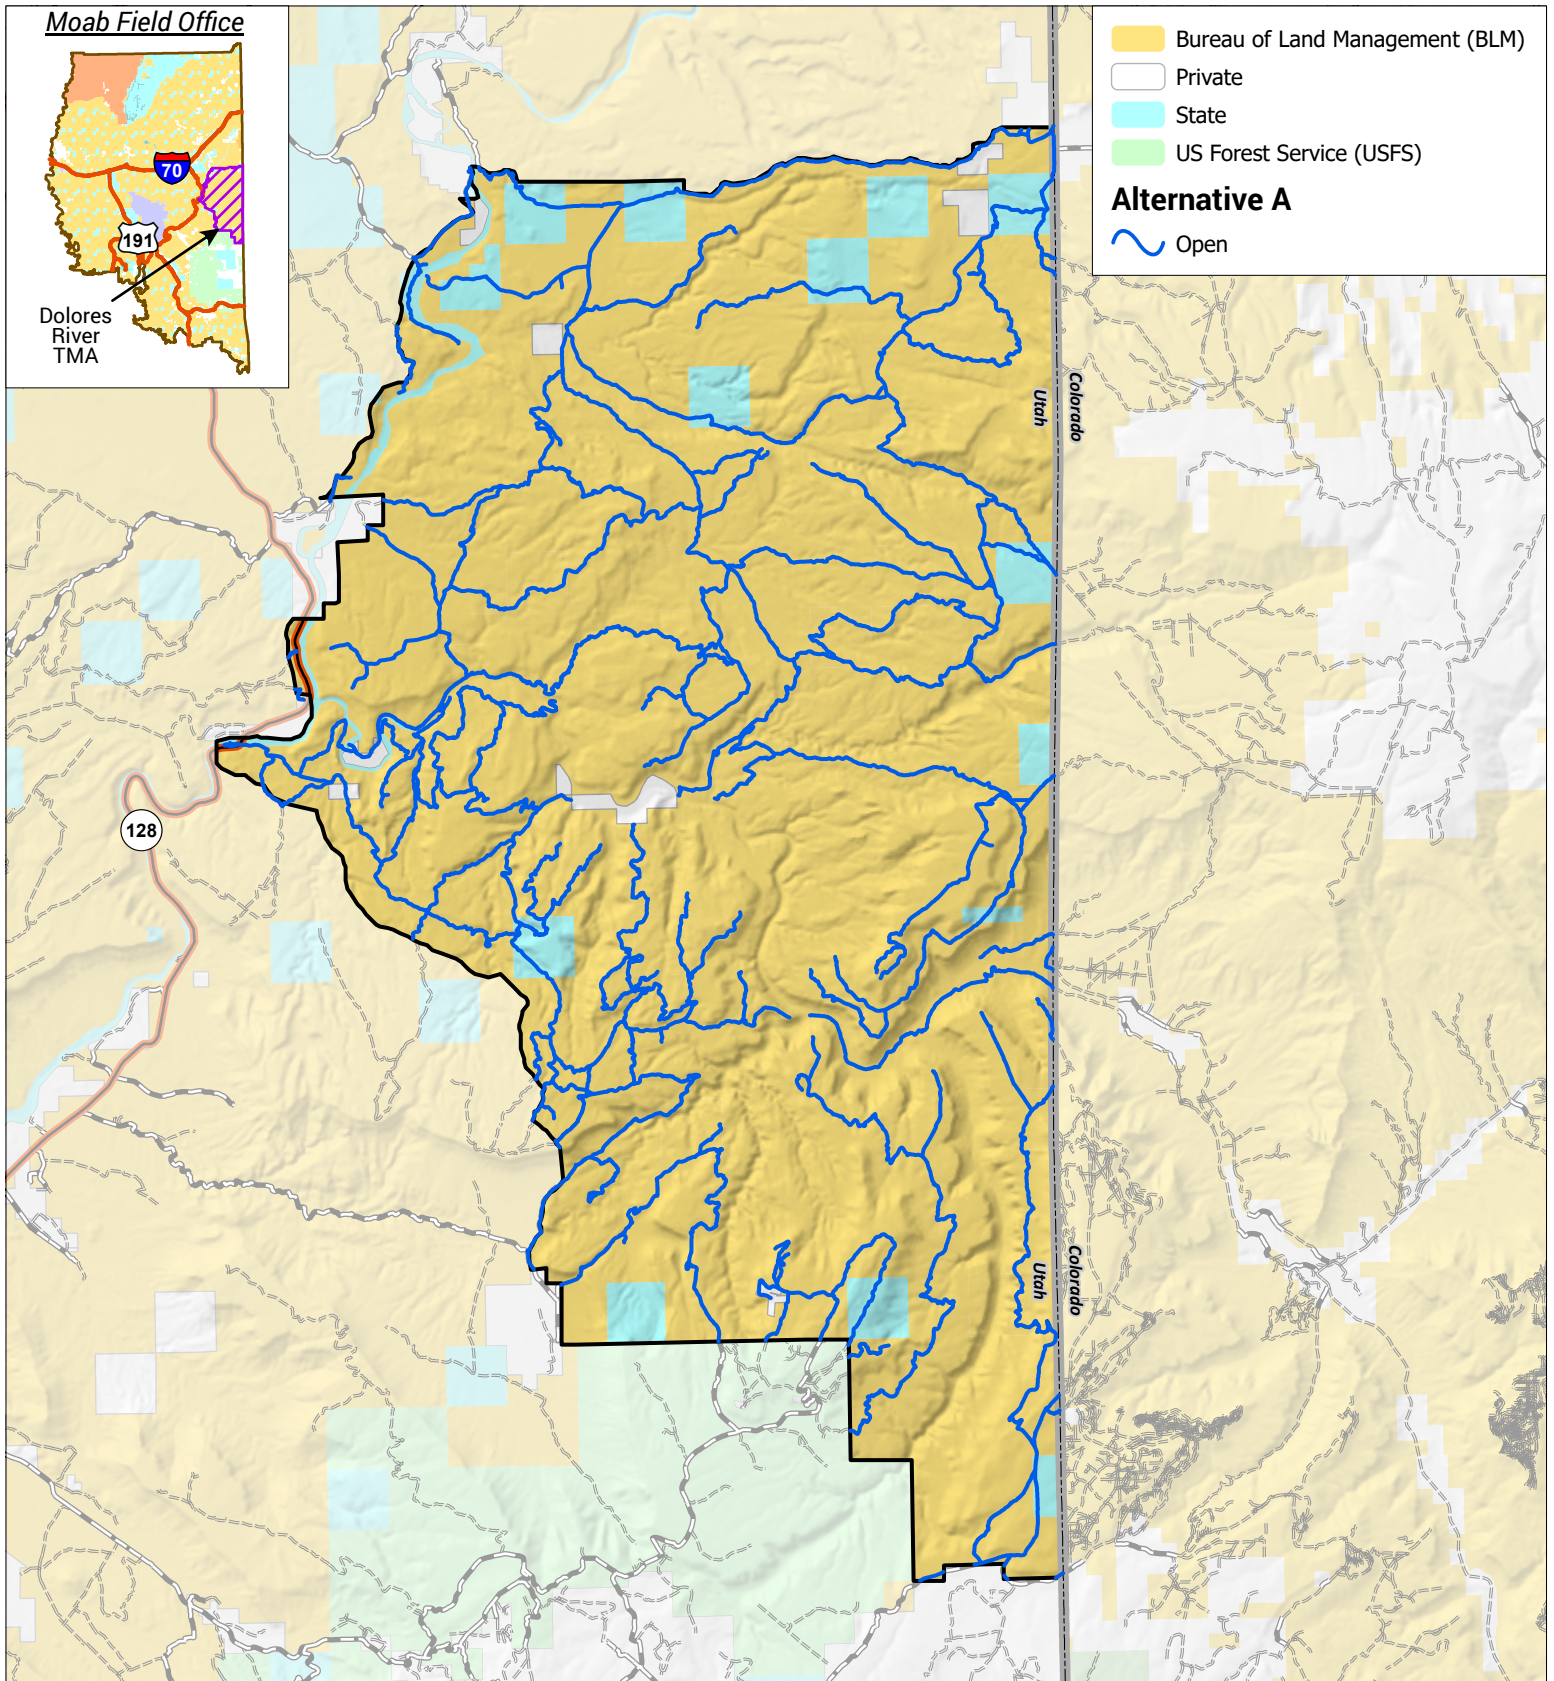 Moab Field Office
70
191
Dolores
River
TMA
Bureau of Land Management (BLM)
Private
State
US Forest Service (USFS)
Alternative A
Open
Utah
Colorado
128
Utah
Colorado